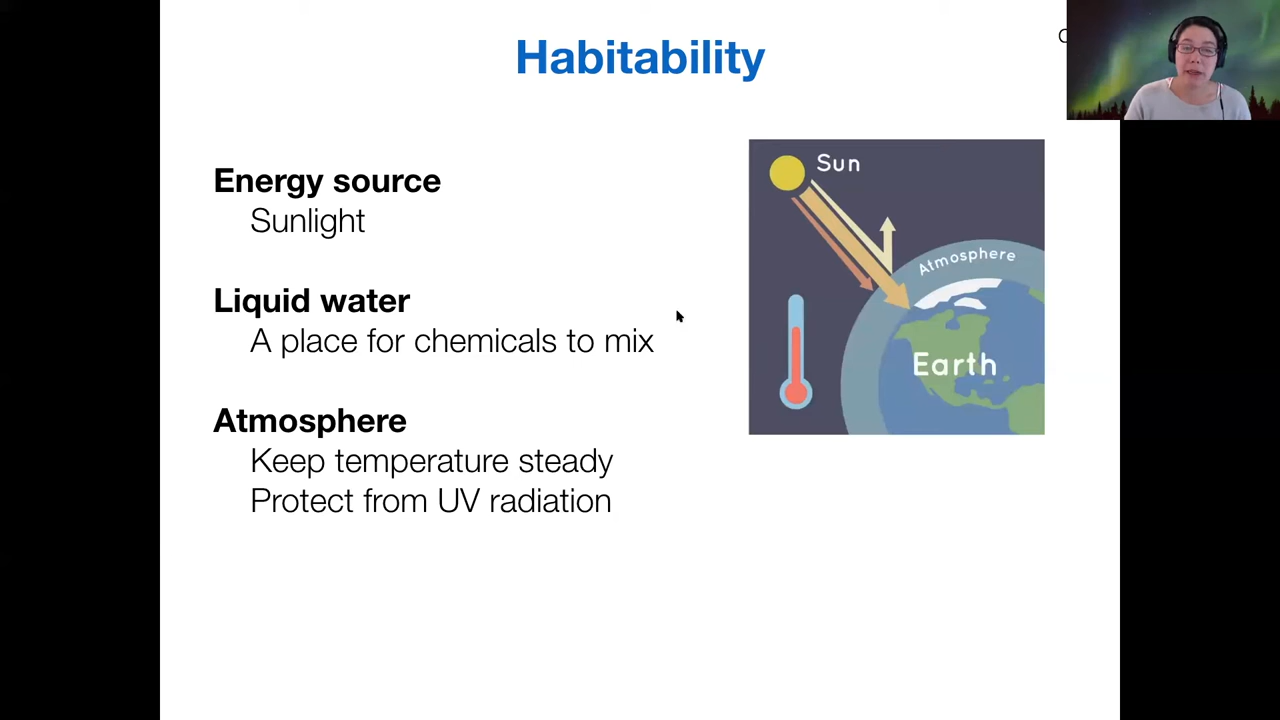 Habitability
Energy source
Sunlight
Liquid water
A place for chemicals to mix
Atmosphere
Keep temperature steady
Protect from UV radiation
Sun
Atmosphere
Earth